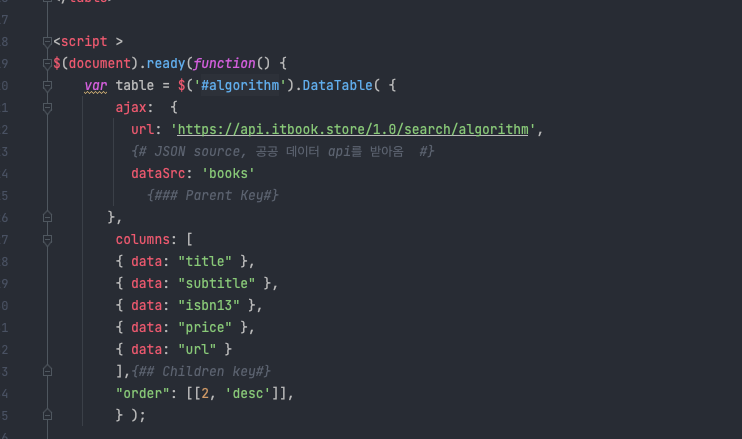 </table>
17
8 <script >
9 $(document).ready(function() {
0 var table = $('#algorithm').DataTable( {
1 ajax:  {
2 url: 'https://api.itbook.store/1.0/search/algorithm',
3 {# JSON source, 공공 데이터 api를 받아옴  #}
4 dataSrc: 'books'
5 {### Parent Key#}
6 },
7 columns: [
8 { data: "title" },
9 { data: "subtitle" },
0 { data: "isbn13" },
1 { data: "price" },
2 { data: "url" }
3 ],{## Children key#}
4 "order": [[2, 'desc']],
5 } );